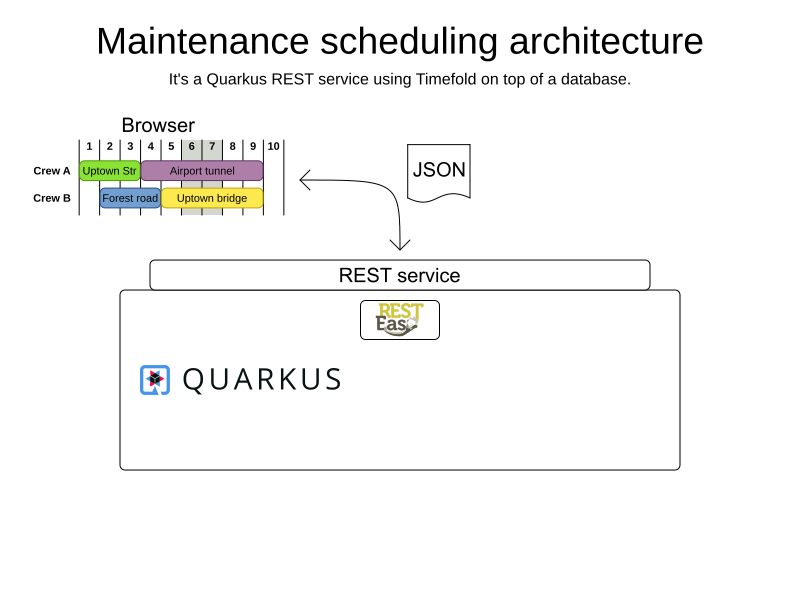 Maintenance scheduling architecture
It's a Quarkus REST service using Timefold on top of a database.
Browser
1 2 3 4 5 6 7 8 9 10
Crew A Uptown Str Airport tunnel
Crew B Forest road Uptown bridge
JSON
REST service
REST
Easy
QUARKUS